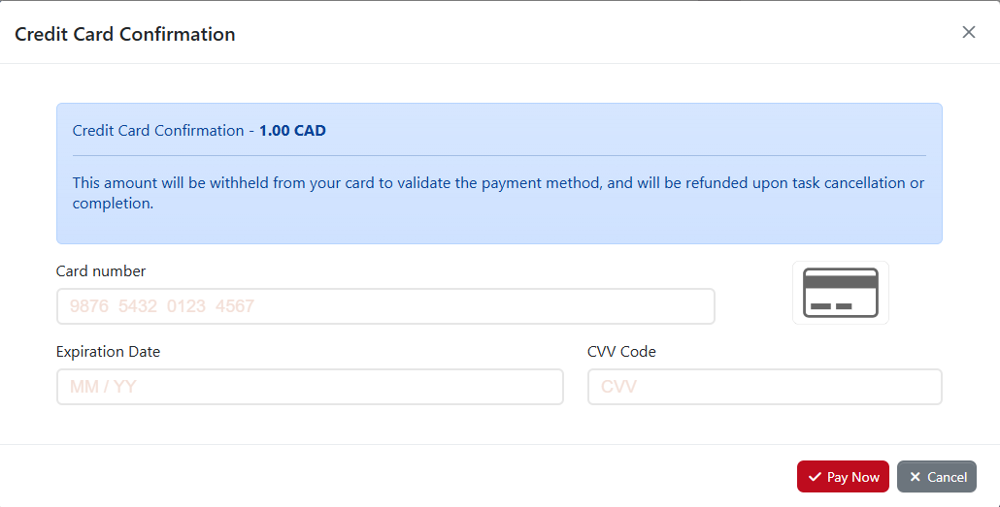 Credit Card Confirmation
Credit Card Confirmation - 1.00 CAD
This amount will be withheld from your card to validate the payment method, and will be refunded upon task cancellation or
completion.
Card number
9876 5432 0123 4567
Expiration Date
CVV Code
MM / YY
CVV
Pay Now
Cancel